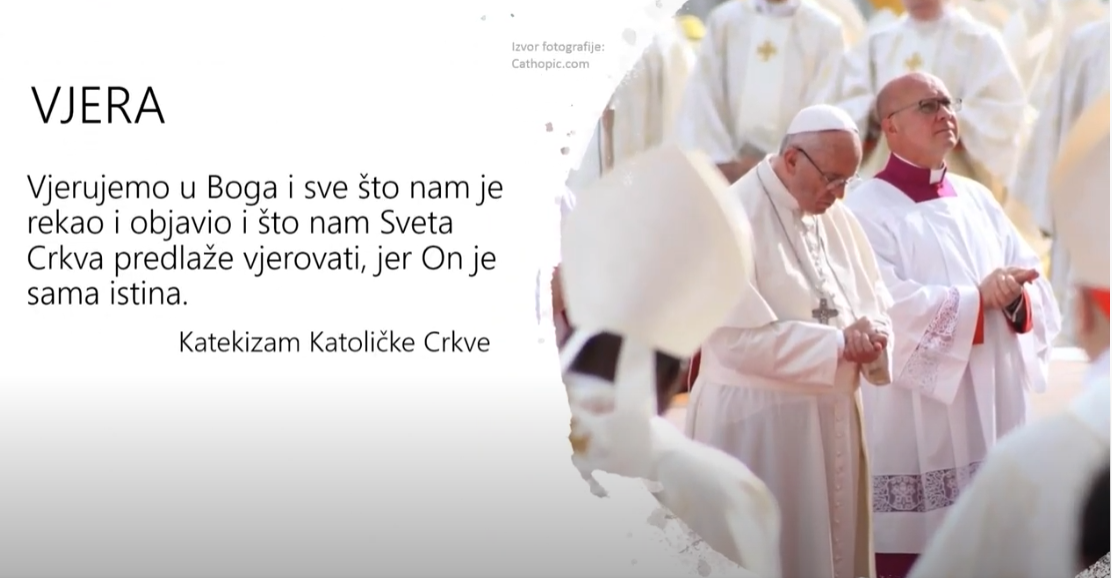 Izvor fotografije:
Cathopic.com
VJERA
Vjerujemo u Boga i sve što nam je
rekao i objavio i što nam Sveta
Crkva predlaže vjerovati, jer On je
sama istina.
Katekizam Katoličke Crkve